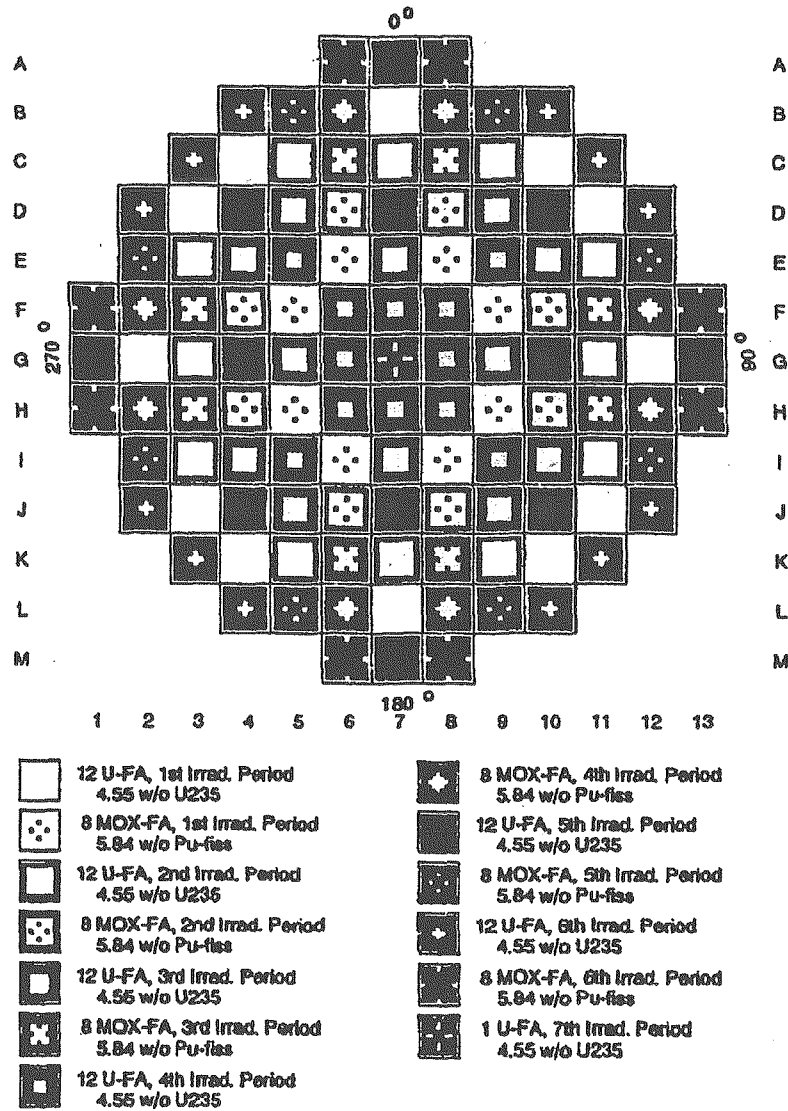 0°
A A
B B
C C
D D
E E
F F
270° G G 90°
H H
I I
J J
K K
L L
M M
180°
1 2 3 4 5 6 7 8 9 10 11 12 13
12 U-FA, 1st Irrad. Period
4.55 w/o U235
8 MOX-FA, 1st Irrad. Period
5.84 w/o Pu-fiss
12 U-FA, 2nd Irrad. Period
4.55 w/o U235
8 MOX-FA, 2nd Irrad. Period
5.84 w/o Pu-fiss
12 U-FA, 3rd Irrad. Period
4.55 w/o U235
8 MOX-FA, 3rd Irrad. Period
5.84 w/o Pu-fiss
12 U-FA, 4th Irrad. Period
4.55 w/o U235
8 MOX-FA, 4th Irrad. Period
5.84 w/o Pu-fiss
12 U-FA, 5th Irrad. Period
4.55 w/o U235
8 MOX-FA, 5th Irrad. Period
5.84 w/o Pu-fiss
12 U-FA, 6th Irrad. Period
4.55 w/o U235
8 MOX-FA, 6th Irrad. Period
5.84 w/o Pu-fiss
1 U-FA, 7th Irrad. Period
4.55 w/o U235